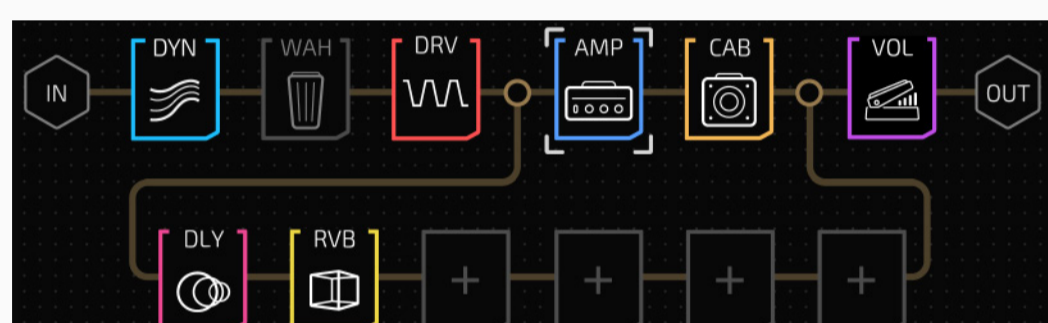 DYN WAH DRV AMP CAB VOL
IN OUT
DLY RVB + + + +